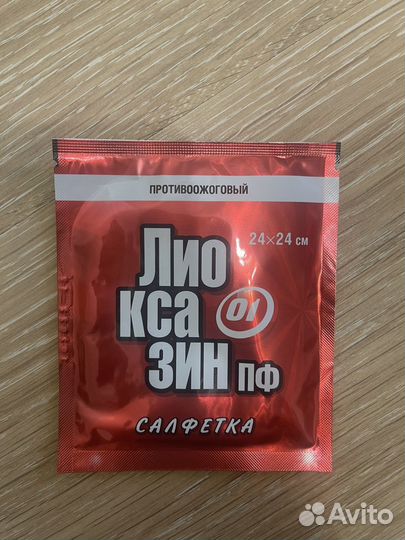 ПРОТИВООЖОГОВЫЙ
24×24 см
Лио
кса
зин ПФ
01
САЛФЕТКА
Avito